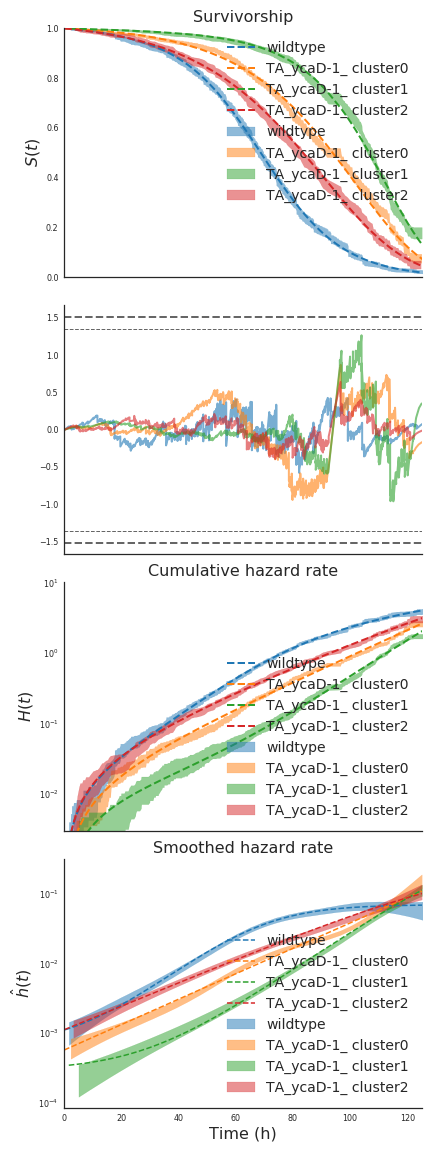 Survivorship
1.0
0.8
0.6
0.4
0.2
0.0
S(t)
wildtype
TA_ycaD-1_ cluster0
TA_ycaD-1_ cluster1
TA_ycaD-1_ cluster2
wildtype
TA_ycaD-1_ cluster0
TA_ycaD-1_ cluster1
TA_ycaD-1_ cluster2
1.5
1.0
0.5
0.0
−0.5
−1.0
−1.5
Cumulative hazard rate
10¹
10⁰
10⁻¹
10⁻²
H(t)
wildtype
TA_ycaD-1_ cluster0
TA_ycaD-1_ cluster1
TA_ycaD-1_ cluster2
wildtype
TA_ycaD-1_ cluster0
TA_ycaD-1_ cluster1
TA_ycaD-1_ cluster2
Smoothed hazard rate
10⁻¹
10⁻²
10⁻³
10⁻⁴
ĥ(t)
wildtype
TA_ycaD-1_ cluster0
TA_ycaD-1_ cluster1
TA_ycaD-1_ cluster2
wildtype
TA_ycaD-1_ cluster0
TA_ycaD-1_ cluster1
TA_ycaD-1_ cluster2
0 20 40 60 80 100 120
Time (h)